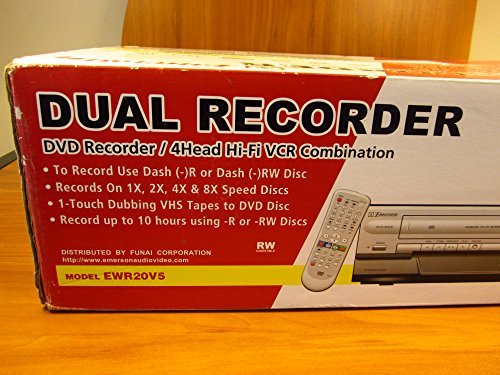 DUAL RECORDER
DVD Recorder / 4Head Hi-Fi VCR Combination
• To Record Use Dash (-)R or Dash (-)RW Disc
• Records On 1X, 2X, 4X & 8X Speed Discs
• 1-Touch Dubbing VHS Tapes to DVD Disc
• Record up to 10 hours using -R or -RW Discs
DISTRIBUTED BY FUNAI CORPORATION
www.emersonaudiovideo.com
RW
MODEL EWR20V5
Emerson